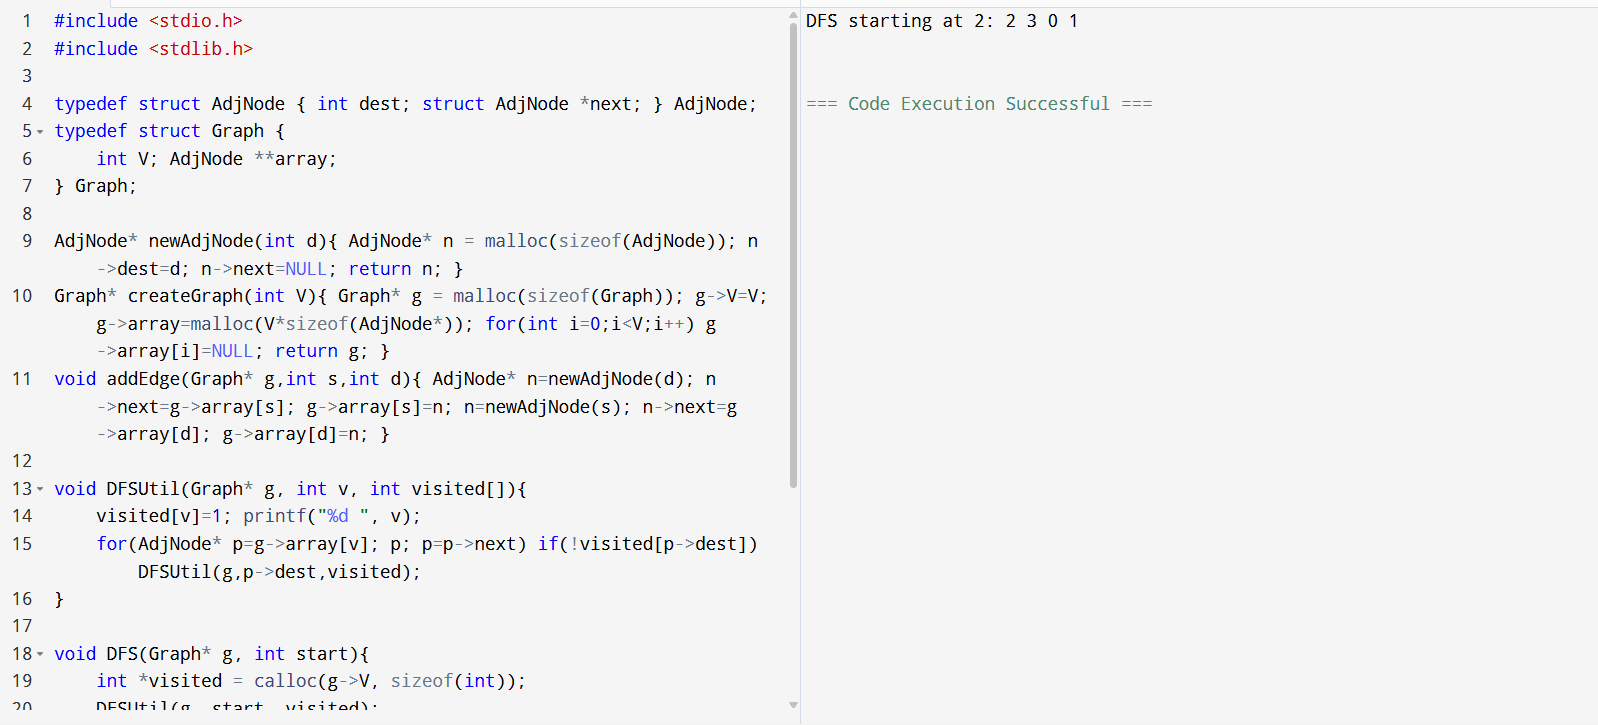 1 #include <stdio.h>
2 #include <stdlib.h>
3
4 typedef struct AdjNode { int dest; struct AdjNode *next; } AdjNode;
5 typedef struct Graph {
6     int V; AdjNode **array;
7 } Graph;
8
9 AdjNode* newAdjNode(int d){ AdjNode* n = malloc(sizeof(AdjNode)); n
    ->dest=d; n->next=NULL; return n; }
10 Graph* createGraph(int V){ Graph* g = malloc(sizeof(Graph)); g->V=V;
    g->array=malloc(V*sizeof(AdjNode*)); for(int i=0;i<V;i++) g
    ->array[i]=NULL; return g; }
11 void addEdge(Graph* g,int s,int d){ AdjNode* n=newAdjNode(d); n
    ->next=g->array[s]; g->array[s]=n; n=newAdjNode(s); n->next=g
    ->array[d]; g->array[d]=n; }
12
13 void DFSUtil(Graph* g, int v, int visited[]){
14     visited[v]=1; printf("%d ", v);
15     for(AdjNode* p=g->array[v]; p; p=p->next) if(!visited[p->dest])
        DFSUtil(g,p->dest,visited);
16 }
17
18 void DFS(Graph* g, int start){
19     int *visited = calloc(g->V, sizeof(int));
20     DFSUtil(g, start, visited);
DFS starting at 2: 2 3 0 1
=== Code Execution Successful ===